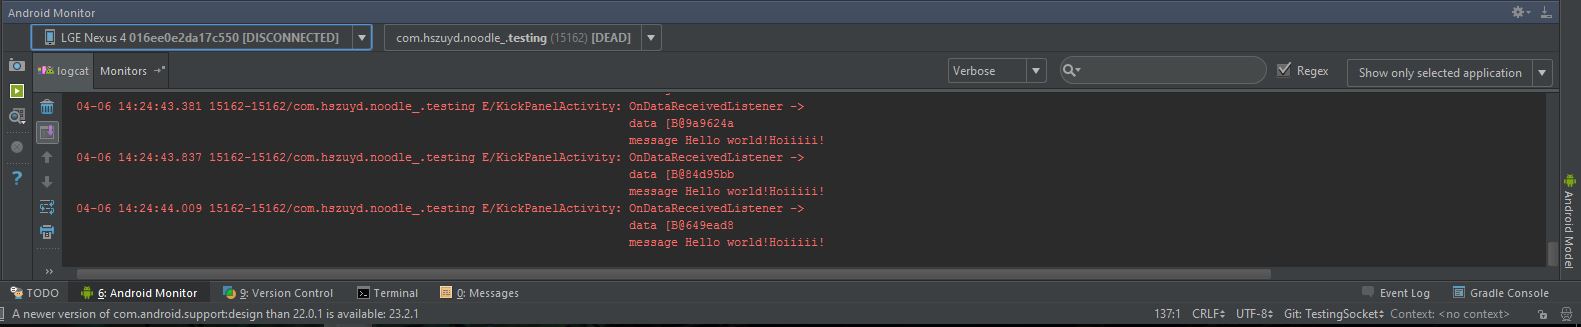 Android Monitor
LGE Nexus 4 016ee0e2da17c550 [DISCONNECTED]
com.hszuyd.noodle_.testing (15162) [DEAD]
logcat
Monitors
Verbose
Regex
Show only selected application
04-06 14:24:43.381 15162-15162/com.hszuyd.noodle_.testing E/KickPanelActivity: OnDataReceivedListener ->
data [B@9a9624a
message Hello world!Hoiiiii!
04-06 14:24:43.837 15162-15162/com.hszuyd.noodle_.testing E/KickPanelActivity: OnDataReceivedListener ->
data [B@84d95bb
message Hello world!Hoiiiii!
04-06 14:24:44.009 15162-15162/com.hszuyd.noodle_.testing E/KickPanelActivity: OnDataReceivedListener ->
data [B@649ead8
message Hello world!Hoiiiii!
Android Model
TODO
6: Android Monitor
9: Version Control
Terminal
0: Messages
Event Log
Gradle Console
A newer version of com.android.support:design than 22.0.1 is available: 23.2.1
137:1
CRLF
UTF-8
Git: TestingSocket
Context: <no context>